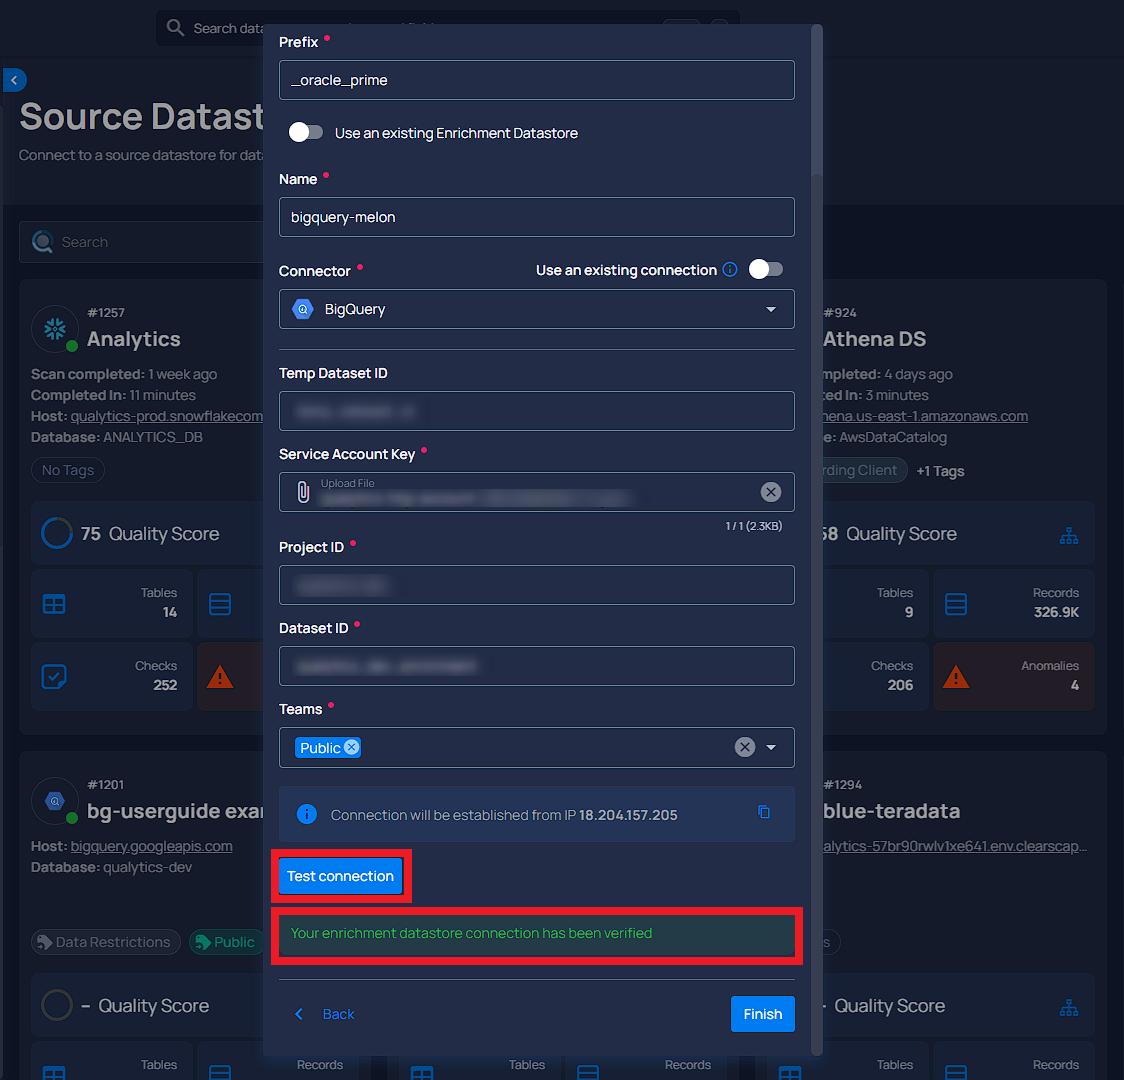 Search data
Source Datast
Connect to a source datastore for dat
Search
Prefix *
_oracle_prime
Use an existing Enrichment Datastore
Name *
bigquery-melon
Connector *
Use an existing connection
BigQuery
Temp Dataset ID
Service Account Key *
Upload File
1 / 1 (2.3KB)
Project ID *
Dataset ID *
Teams *
Public
Connection will be established from IP 18.204.157.205
Test connection
Your enrichment datastore connection has been verified
Back
Finish
#1257
Analytics
Scan completed: 1 week ago
Completed In: 11 minutes
Host: qualytics-prod.snowflakecom
Database: ANALYTICS_DB
No Tags
75 Quality Score
Tables
14
Checks
252
#924
Athena DS
mpleted: 4 days ago
ed In: 3 minutes
hena.us-east-1.amazonaws.com
e: AwsDataCatalog
rding Client
+1 Tags
58 Quality Score
Tables
9
Records
326.9K
Checks
206
Anomalies
4
#1201
bg-userguide exa
Host: bigquery.googleapis.com
Database: qualytics-dev
Data Restrictions
Public
– Quality Score
Tables
Records
Tables
Records
#1294
blue-teradata
alytics-57br90rwlv1xe641.env.clearscap...
s
- Quality Score
Tables
Records